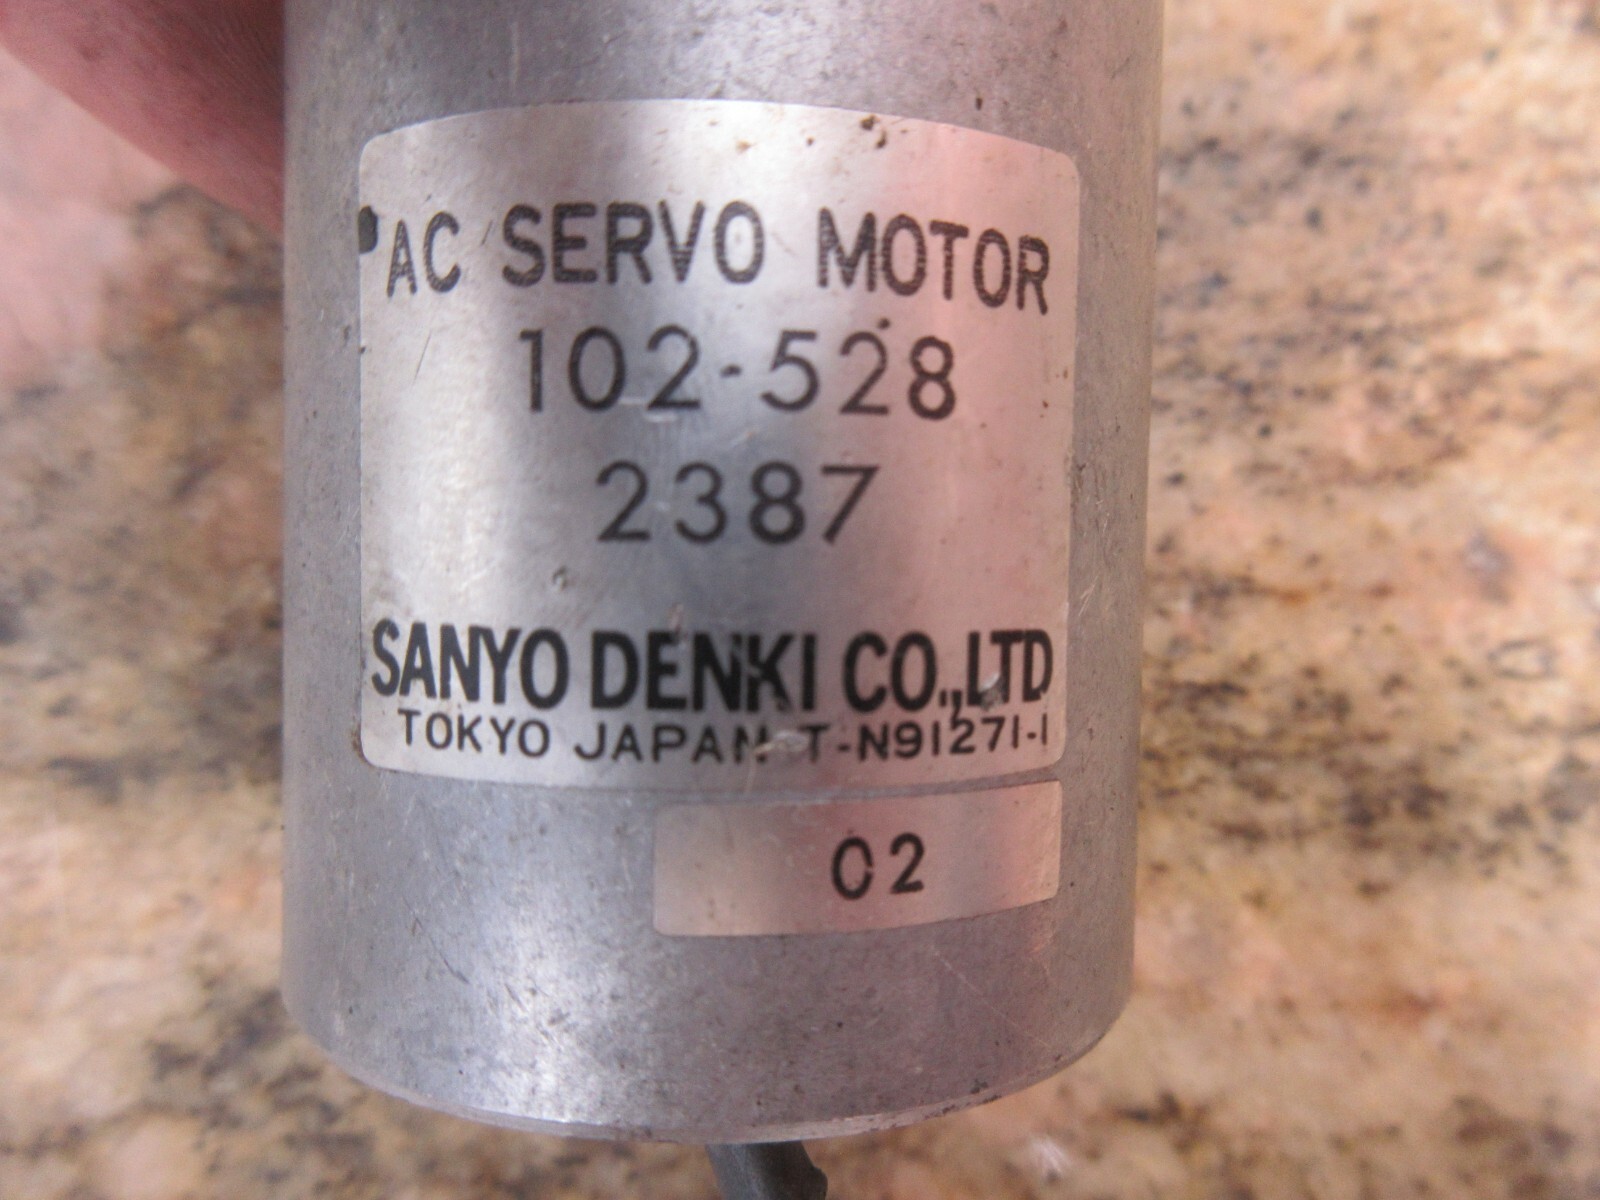 AC SERVO MOTOR
102-528
2387
SANYO DENKI CO.,LTD
TOKYO JAPAN T-N91271-1
02